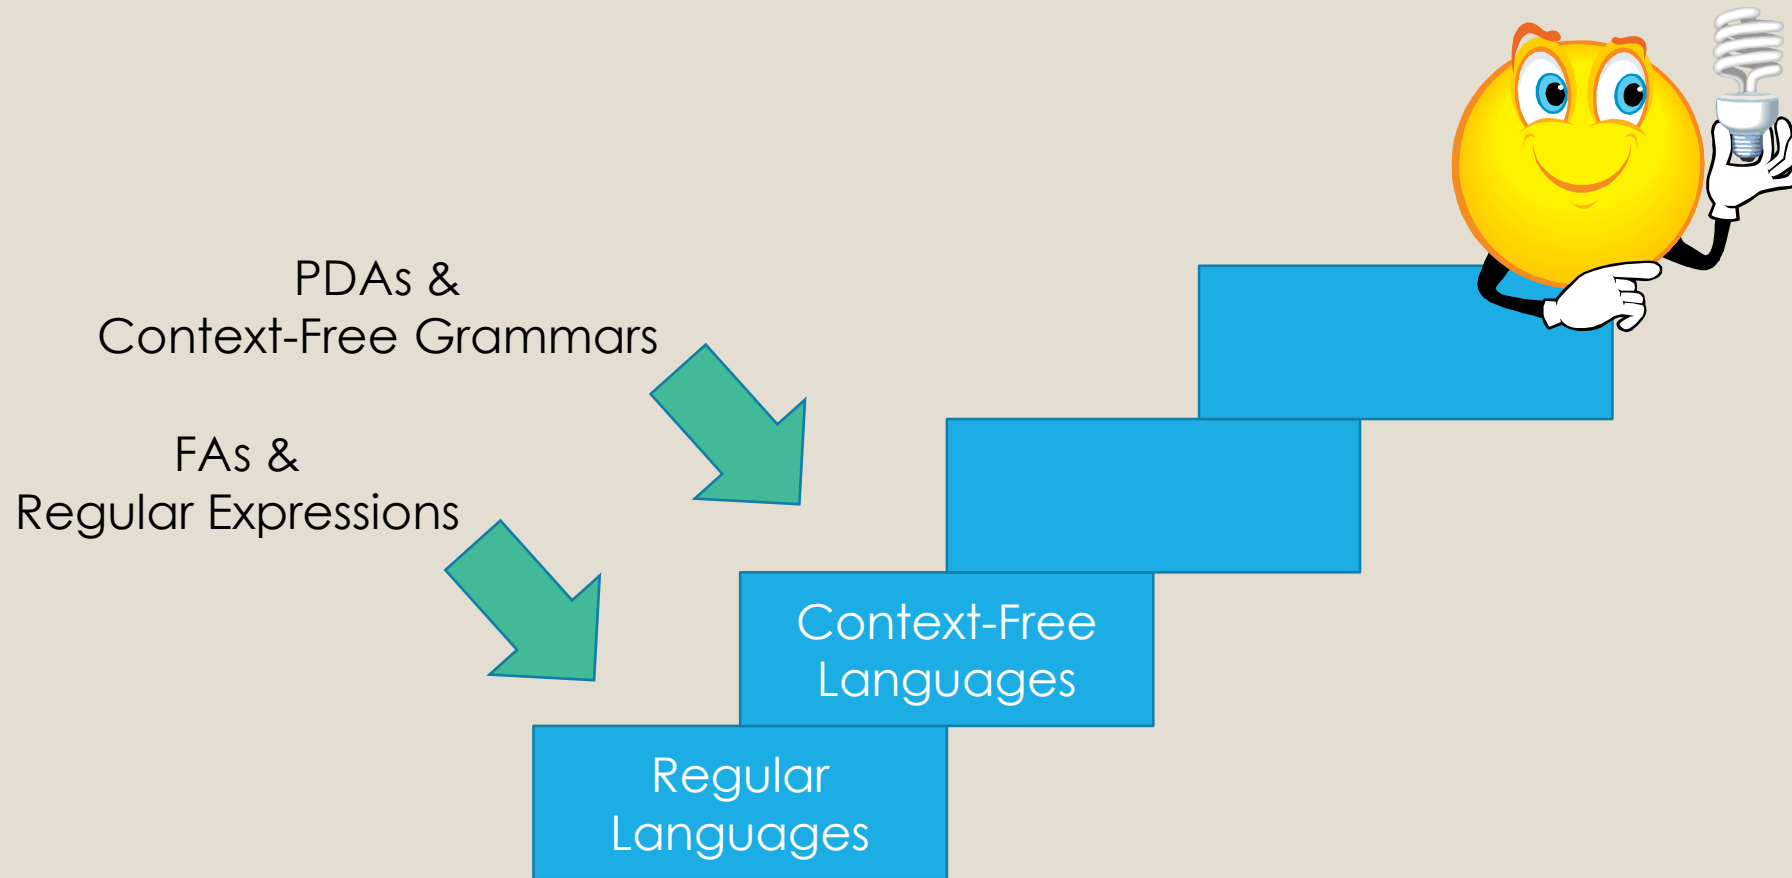 PDAs &
Context-Free Grammars
FAs &
Regular Expressions
Context-Free
Languages
Regular
Languages